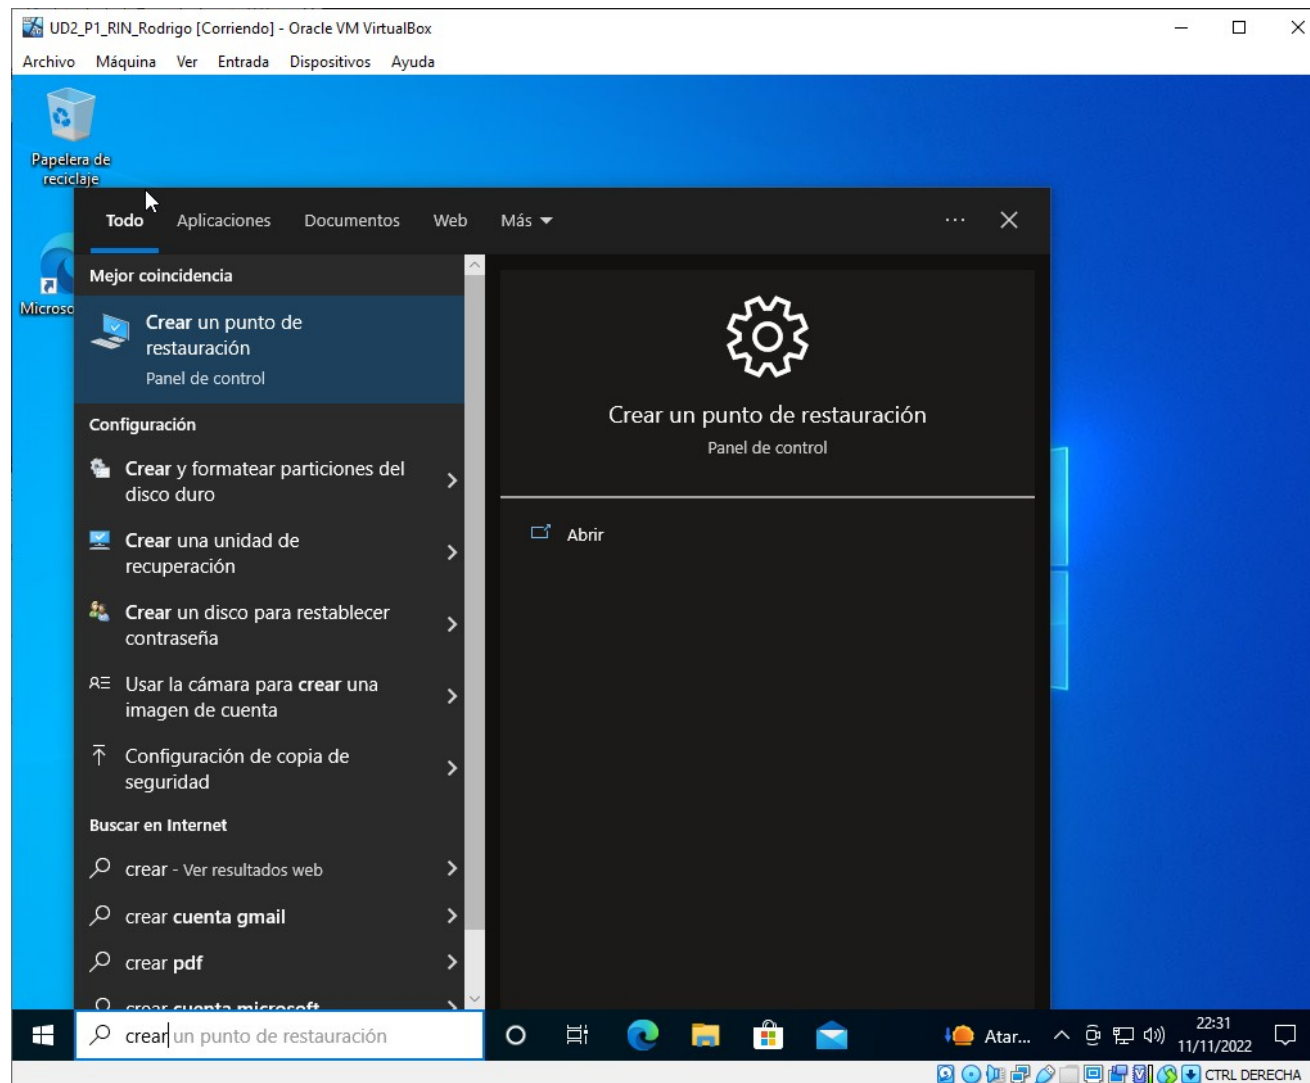 UD2_P1_RIN_Rodrigo [Corriendo] - Oracle VM VirtualBox
Archivo Máquina Ver Entrada Dispositivos Ayuda
Papelera de
reciclaje
Todo Aplicaciones Documentos Web Más
Mejor coincidencia
Microso
Crear un punto de
restauración
Panel de control
Configuración
Crear y formatear particiones del
disco duro
Crear una unidad de
recuperación
Crear un disco para restablecer
contraseña
Usar la cámara para crear una
imagen de cuenta
Configuración de copia de
seguridad
Buscar en Internet
crear - Ver resultados web
crear cuenta gmail
crear pdf
crear cuenta microsoft
Crear un punto de restauración
Panel de control
Abrir
crear un punto de restauración
Atar...
22:31
11/11/2022
CTRL DERECHA